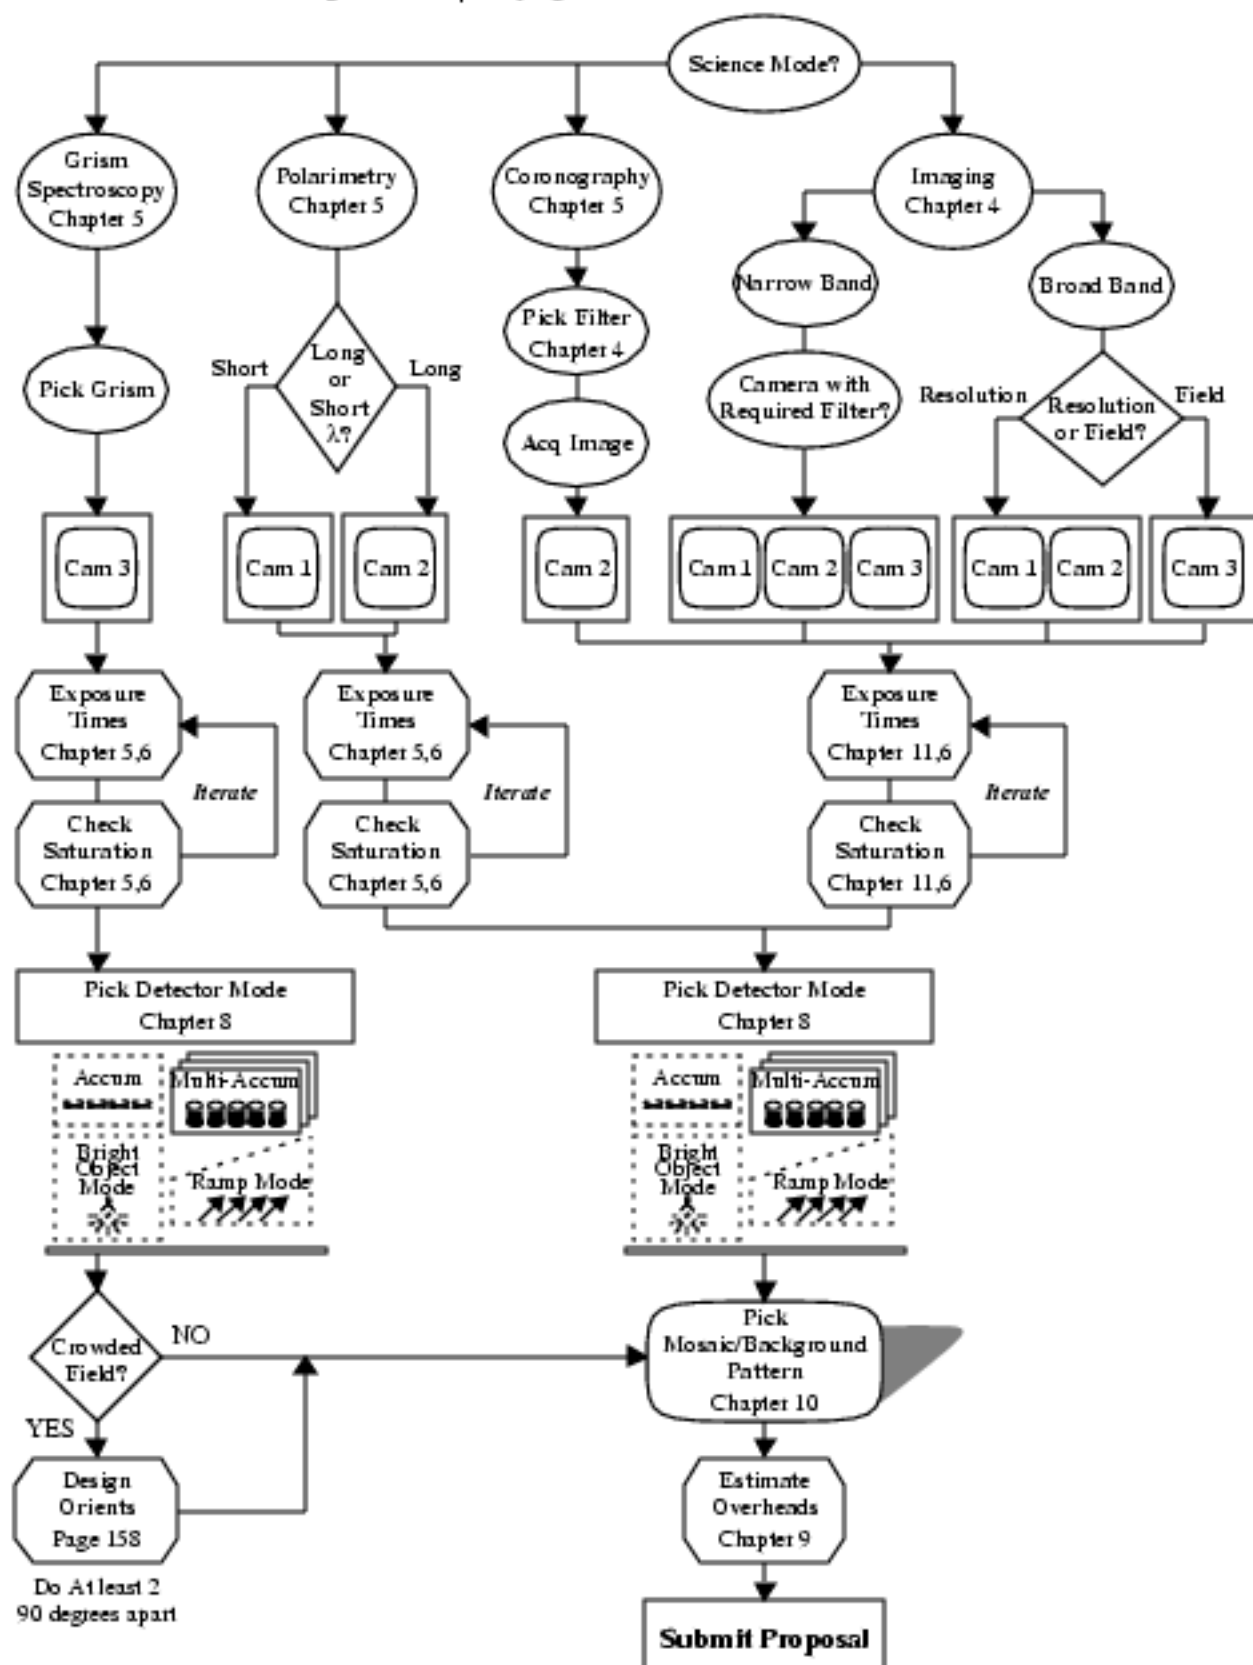 Science Mode?
Grism
Spectroscopy
Chapter 5
Polarimetry
Chapter 5
Coronography
Chapter 5
Imaging
Chapter 4
Narrow Band
Broad Band
Pick Filter
Chapter 4
Pick Grism
Short
Long
or
Short
λ?
Long
Camera with
Required Filter?
Resolution
Resolution
or Field?
Field
Acq Image
Cam 3
Cam 1
Cam 2
Cam 2
Cam 1
Cam 2
Cam 3
Cam 1
Cam 2
Cam 3
Exposure
Times
Chapter 5,6
Iterate
Check
Saturation
Chapter 5,6
Exposure
Times
Chapter 5,6
Iterate
Check
Saturation
Chapter 5,6
Exposure
Times
Chapter 11,6
Iterate
Check
Saturation
Chapter 11,6
Pick Detector Mode
Chapter 8
Accum
Multi-Accum
Bright
Object
Mode
Ramp Mode
Pick Detector Mode
Chapter 8
Accum
Multi-Accum
Bright
Object
Mode
Ramp Mode
Crowded
Field?
NO
YES
Design
Orients
Page 158
Do At least 2
90 degrees apart
Pick
Mosaic/Background
Pattern
Chapter 10
Estimate
Overheads
Chapter 9
Submit Proposal